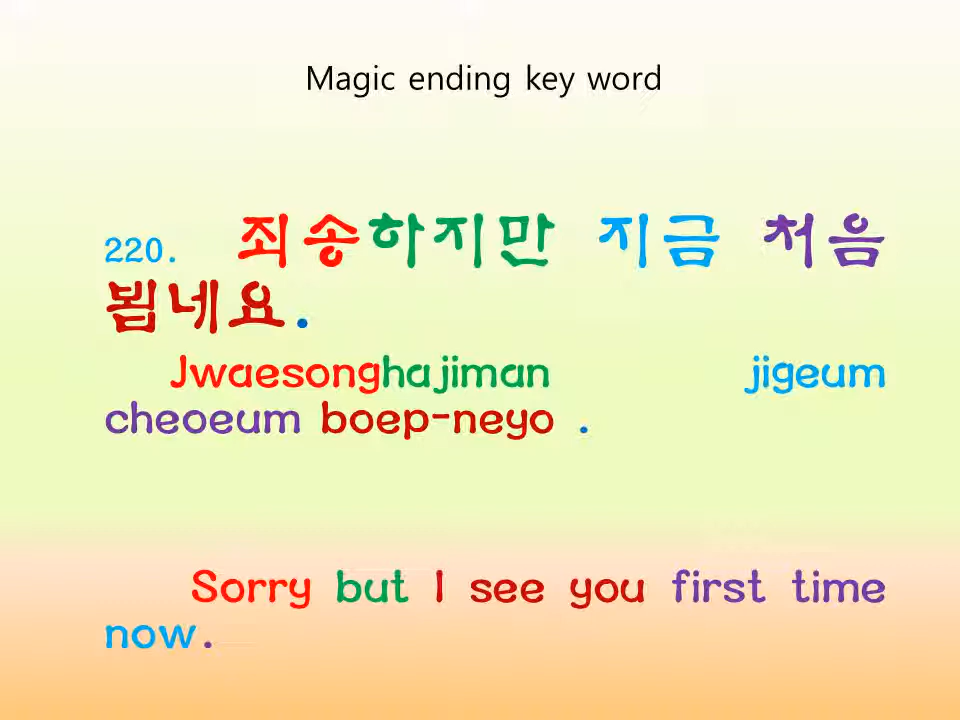 Magic ending key word
220. 죄송하지만 지금 처음
뵙네요.
Jwaesonghajiman jigeum
cheoeum boep-neyo .
Sorry but I see you first time
now.